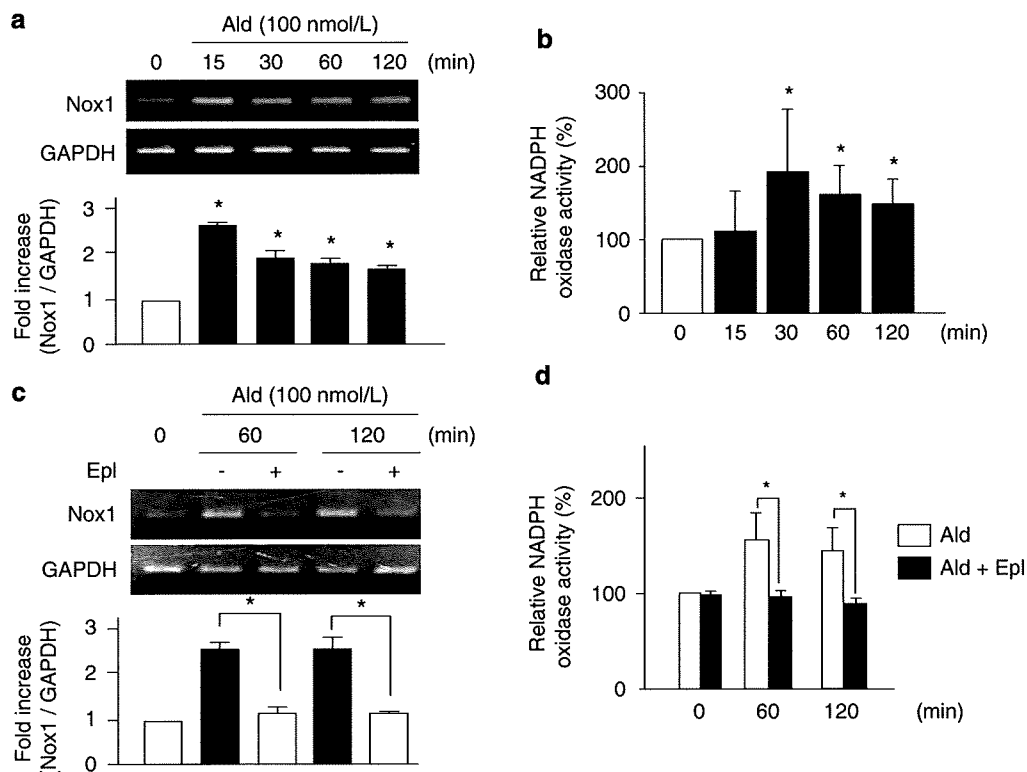 a
Ald (100 nmol/L)
0 15 30 60 120 (min)
Nox1
GAPDH
Fold increase
(Nox1 / GAPDH)
3
2
1
0
* * * *
b
Relative NADPH
oxidase activity (%)
300
200
100
0
* * *
0 15 30 60 120 (min)
c
Ald (100 nmol/L)
0 60 120 (min)
Epl - + - +
Nox1
GAPDH
Fold increase
(Nox1 / GAPDH)
3
2
1
0
* *
d
Relative NADPH
oxidase activity (%)
200
100
0
* *
Ald
Ald + Epl
0 60 120 (min)